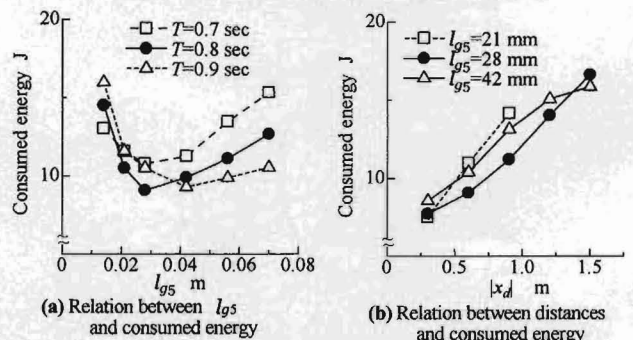 20
10
0
0.02
0.04
0.06
0.08
Consumed energy J
l_g5 m
T=0.7 sec
T=0.8 sec
T=0.9 sec
(a) Relation between l_g5
and consumed energy
20
10
0
0.5
1.0
1.5
Consumed energy J
|x_d| m
l_g5=21 mm
l_g5=28 mm
l_g5=42 mm
(b) Relation between distances
and consumed energy